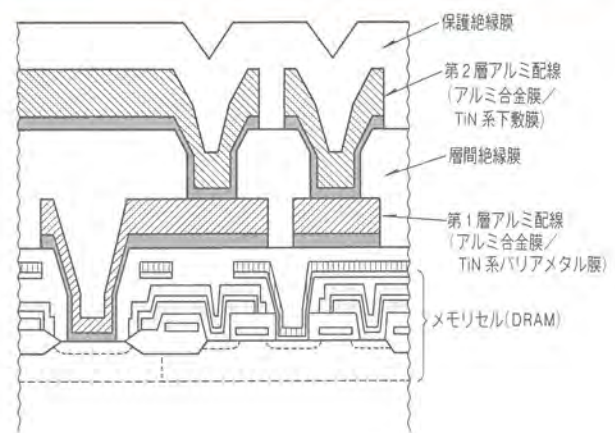 保護絶縁膜
第2層アルミ配線
(アルミ合金膜/
TiN系下敷膜)
層間絶縁膜
第1層アルミ配線
(アルミ合金膜/
TiN系バリアメタル膜)
メモリセル(DRAM)